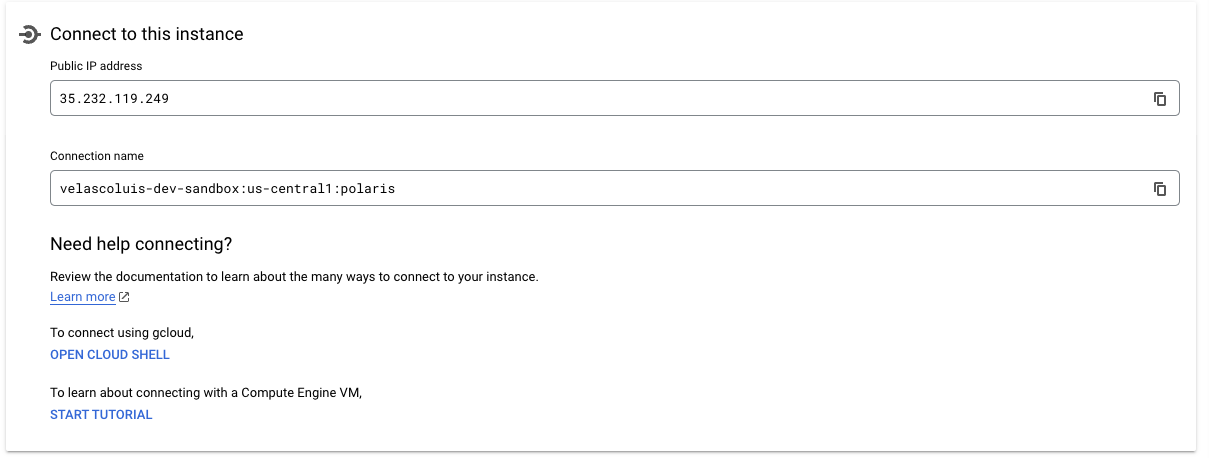 Connect to this instance
Public IP address
35.232.119.249
Connection name
velascoluis-dev-sandbox:us-central1:polaris
Need help connecting?
Review the documentation to learn about the many ways to connect to your instance.
Learn more
To connect using gcloud,
OPEN CLOUD SHELL
To learn about connecting with a Compute Engine VM,
START TUTORIAL